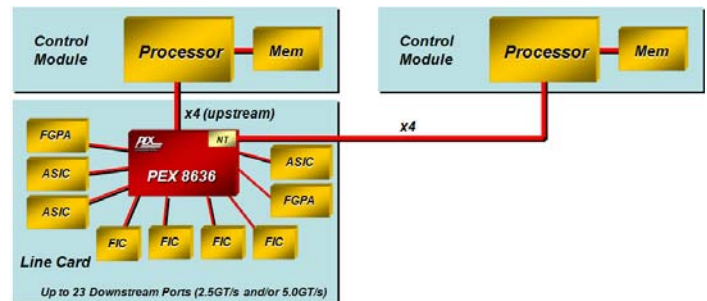 Control
Module
Processor
Mem
Control
Module
Processor
Mem
x4 (upstream)
x4
FGPA
ASIC
ASIC
PLX
NT
PEX 8636
ASIC
FGPA
FIC
FIC
FIC
FIC
Line Card
Up to 23 Downstream Ports (2.5GT/s and/or 5.0GT/s)